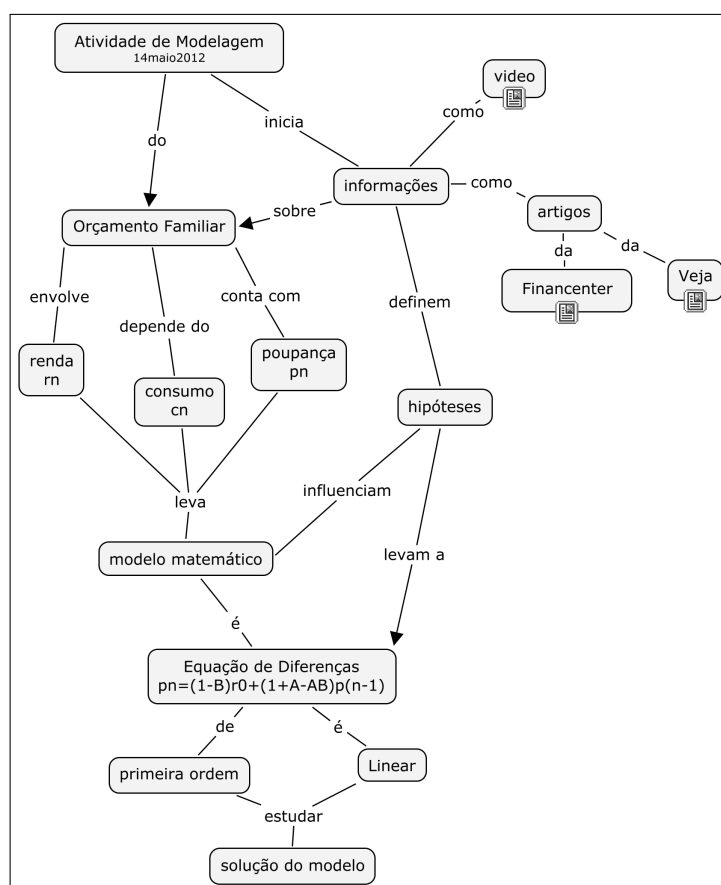 Atividade de Modelagem
14maio2012
video
inicia
como
do
informações
como
sobre
artigos
Orçamento Familiar
da
da
Financenter
Veja
envolve
conta com
definem
depende do
renda
rn
poupança
pn
consumo
cn
hipóteses
leva
influenciam
modelo matemático
levam a
é
Equação de Diferenças
pn=(1-B)r0+(1+A-AB)p(n-1)
de
é
primeira ordem
Linear
estudar
solução do modelo